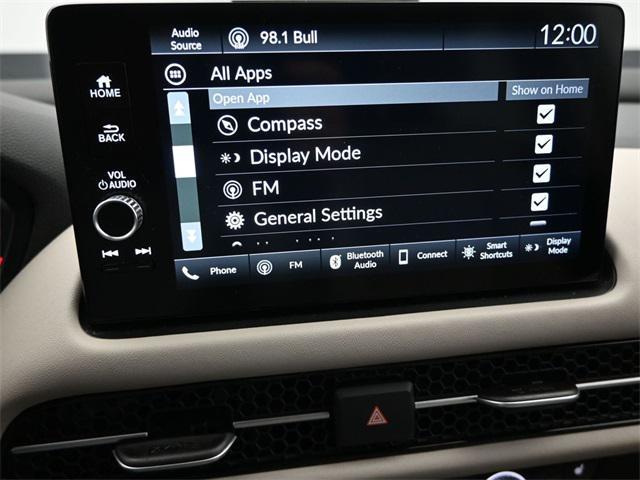 Audio
Source
98.1 Bull
12:00
HOME
All Apps
Open App
Show on Home
BACK
Compass
Display Mode
VOL
AUDIO
FM
General Settings
Phone
FM
Bluetooth
Audio
Connect
Smart
Shortcuts
Display
Mode